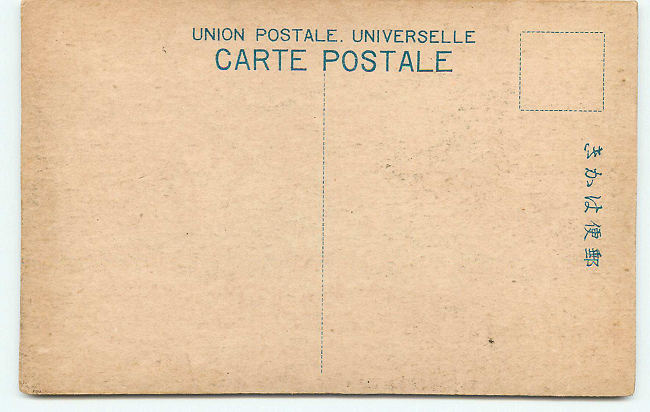 UNION POSTALE. UNIVERSELLE
CARTE POSTALE
きかは便郵